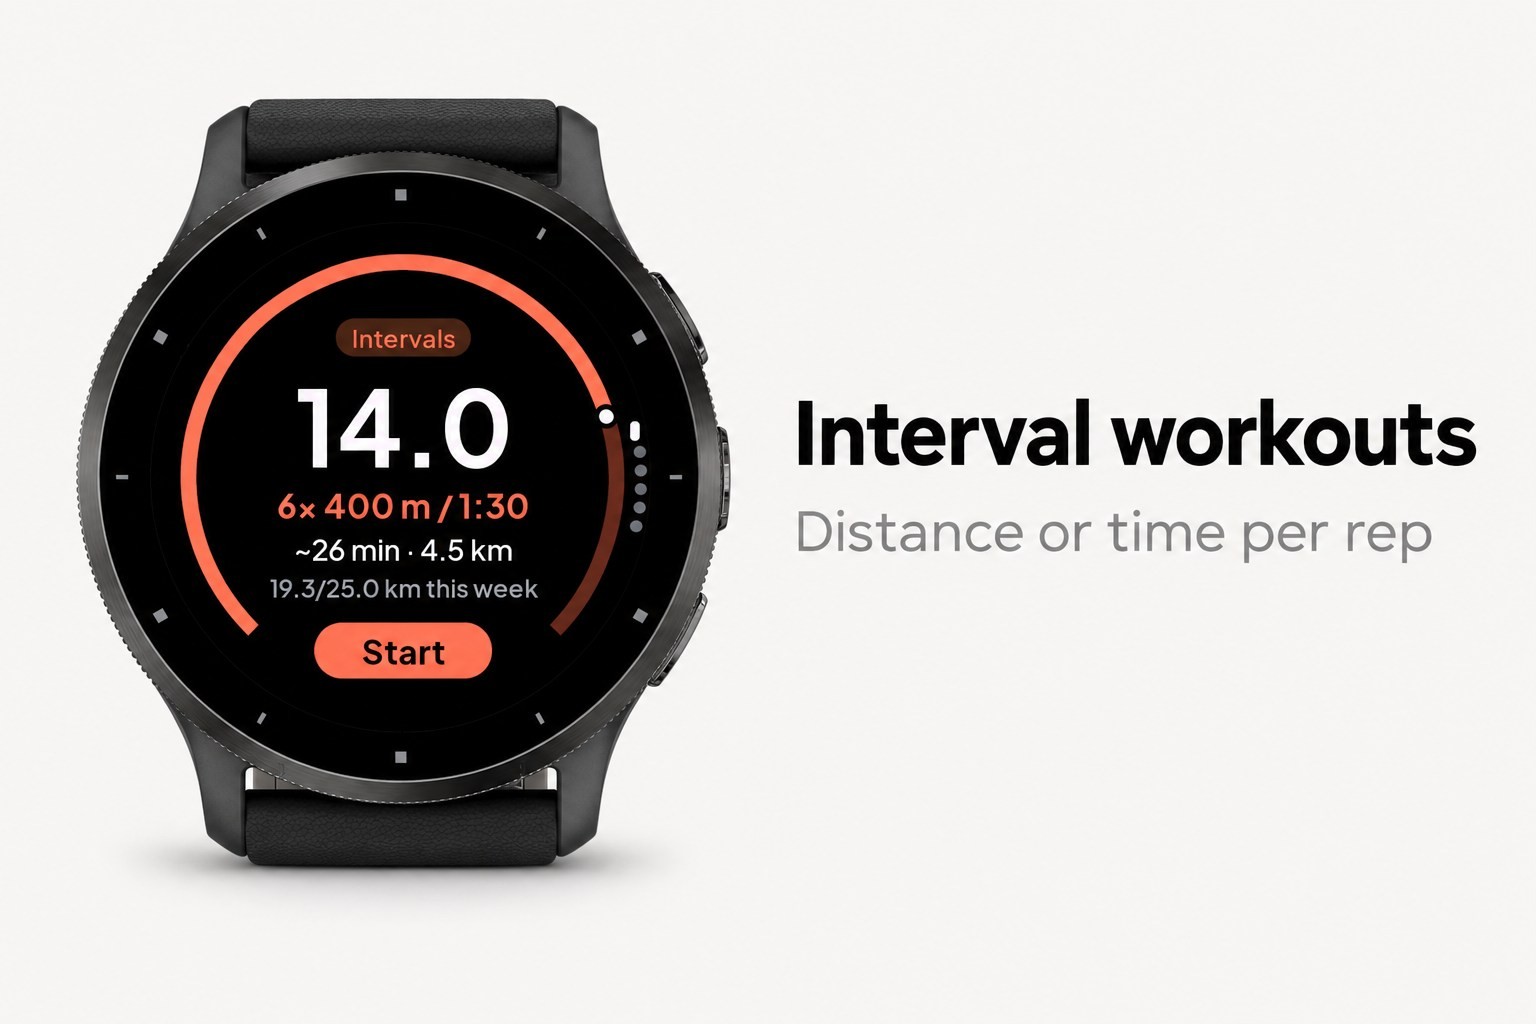 Intervals
14.0
6× 400 m / 1:30
~26 min · 4.5 km
19.3/25.0 km this week
Start
Interval workouts
Distance or time per rep